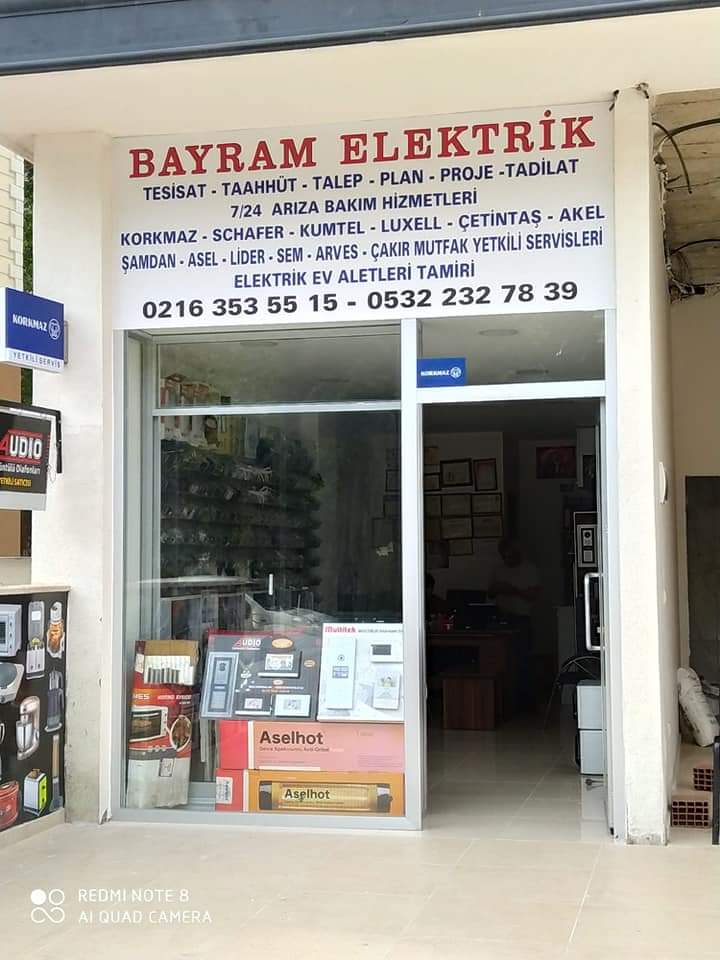 BAYRAM ELEKTRİK
TESİSAT - TAAHHÜT - TALEP - PLAN - PROJE -TADİLAT
7/24 ARIZA BAKIM HİZMETLERİ
KORKMAZ - SCHAFER - KUMTEL - LUXELL - ÇETİNTAŞ - AKEL
ŞAMDAN - ASEL - LİDER - SEM - ARVES - ÇAKIR MUTFAK YETKİLİ SERVİSLERİ
ELEKTRİK EV ALETLERİ TAMİRİ
0216 353 55 15 - 0532 232 78 39
KORKMAZ
YETKİLİ SERVİS
KORKMAZ
AUDIO
YETKİLİ SATICISI
AUDIO
Multitek
Aselhot
Aselhot
REDMI NOTE 8
AI QUAD CAMERA